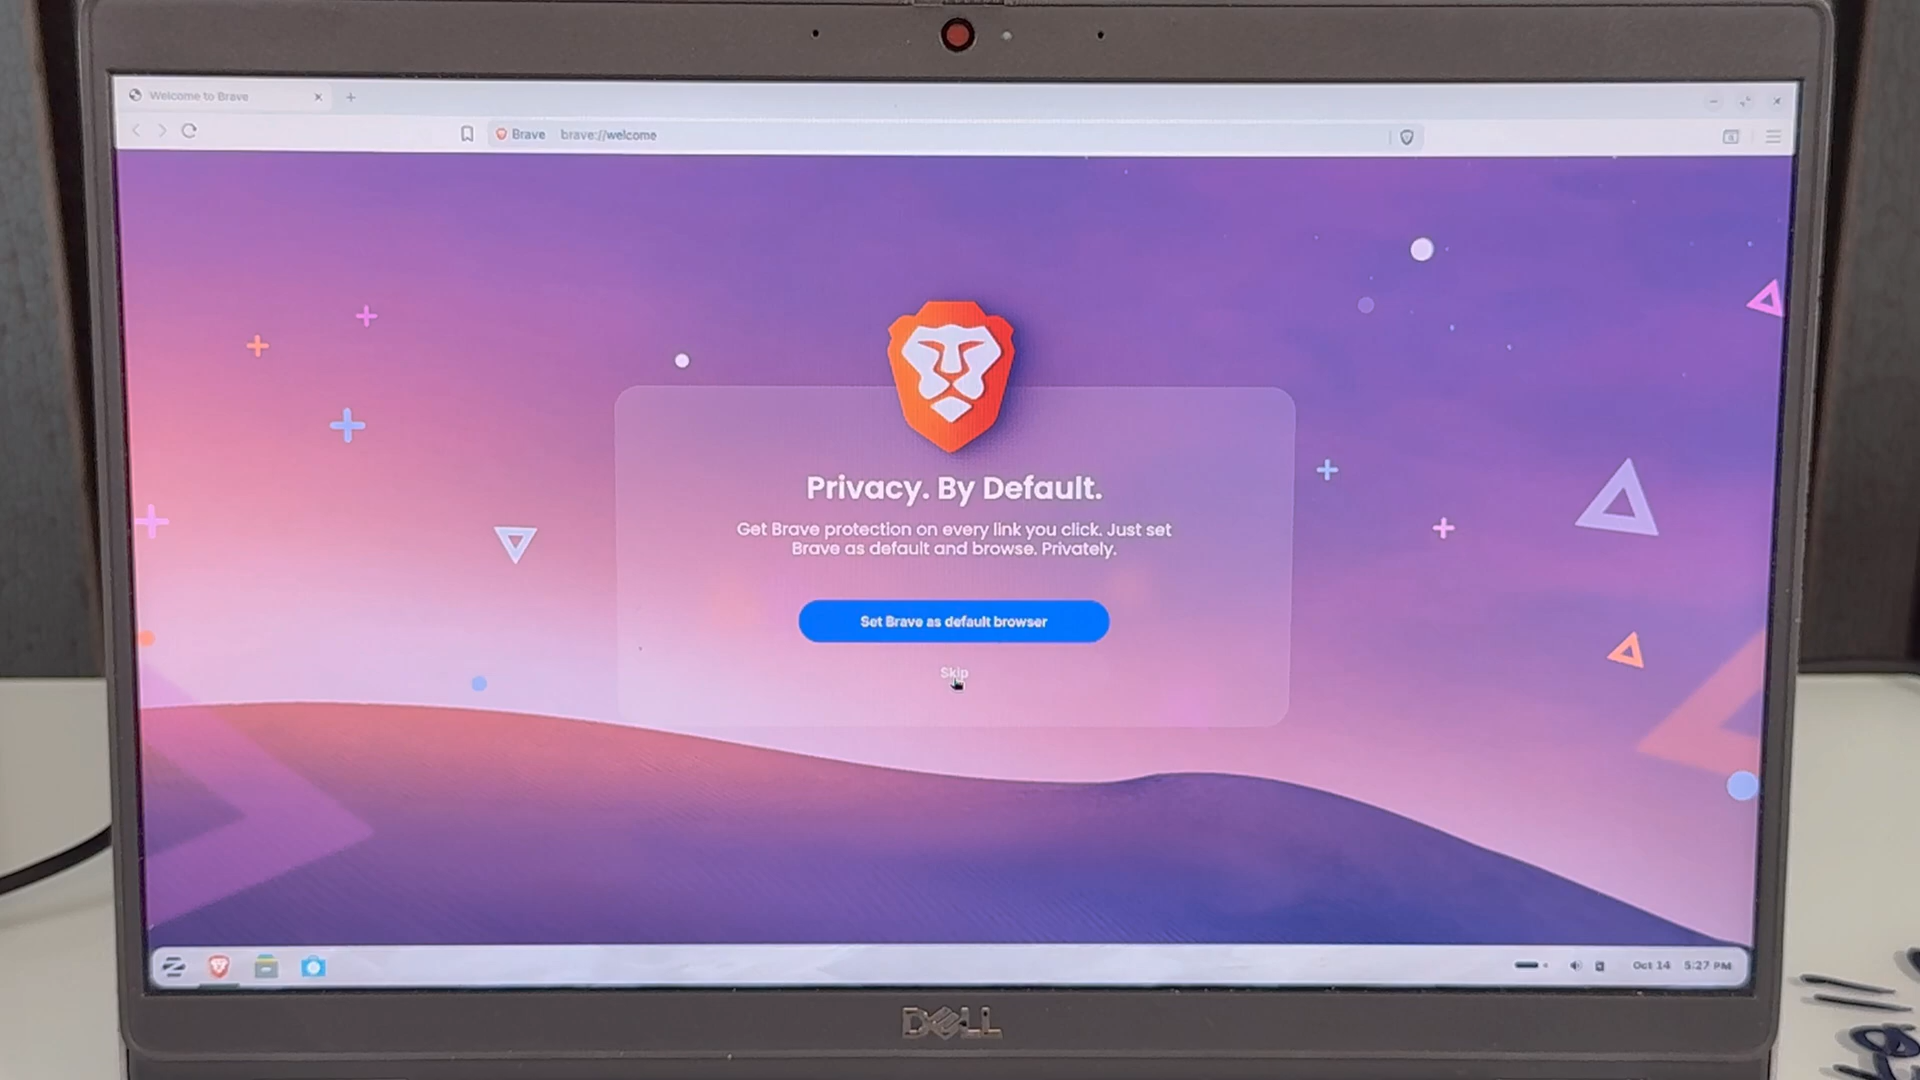 Welcome to Brave
Brave brave://welcome
Privacy. By Default.
Get Brave protection on every link you click. Just set
Brave as default and browse. Privately.
Set Brave as default browser
Skip
Oct 14 5:27 PM
DELL